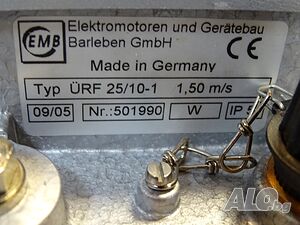 EMB
Elektromotoren und Gerätebau
Barleben GmbH
CE
Made in Germany
Typ ÜRF 25/10-1 1,50 m/s
09/05 Nr.:501990 W IP
ALO.bg